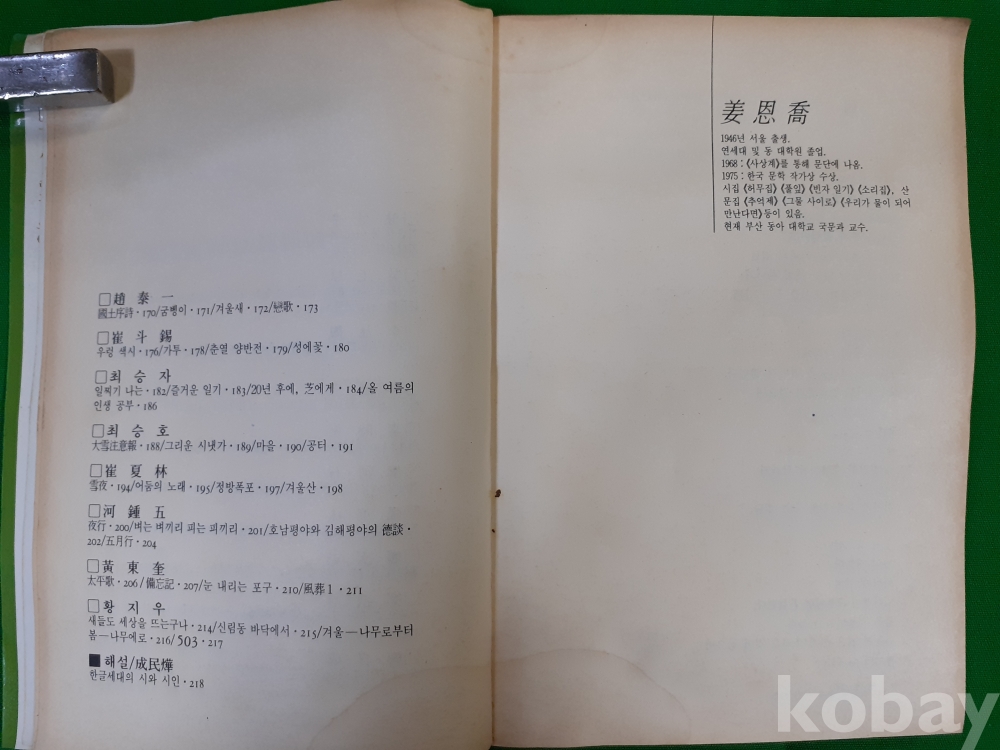 □趙 泰 一
國土序詩・170/굼벵이・171/겨울새・172/戀歌・173
□崔 斗 錫
우렁 색시・176/가투・178/춘열 양반전・179/성에꽃・180
□최 승 자
일찌기 나는・182/즐거운 일기・183/20년 후에, 芝에게・184/올 여름의
인생 공부・186
□최 승 호
大雪注意報・188/그리운 시냇가・189/마을・190/공터・191
□崔 夏 林
雪夜・194/어둠의 노래・195/정방폭포・197/겨울산・198
□河 鍾 五
夜行・200/벼는 벼끼리 피는 피끼리・201/호남평야와 김해평야의 德談・
202/五月行・204
□黃 東 奎
太平歌・206/備忘記・207/눈 내리는 포구・210/風葬 1・211
□황 지 우
새들도 세상을 뜨는구나・214/신림동 바닥에서・215/겨울―나무로부터
봄―나무에로・216/503・217
■해설/成民燁
한글세대의 시와 시인・218
姜恩喬
1946년 서울 출생.
연세대 및 동 대학원 졸업.
1968:《사상계》를 통해 문단에 나옴.
1975:한국 문학 작가상 수상.
시집 《허무집》《풀잎》《빈자 일기》《소리집》, 산
문집 《추억제》《그물 사이로》《우리가 물이 되어
만난다면》등이 있음.
현재 부산 동아 대학교 국문과 교수.
kobay